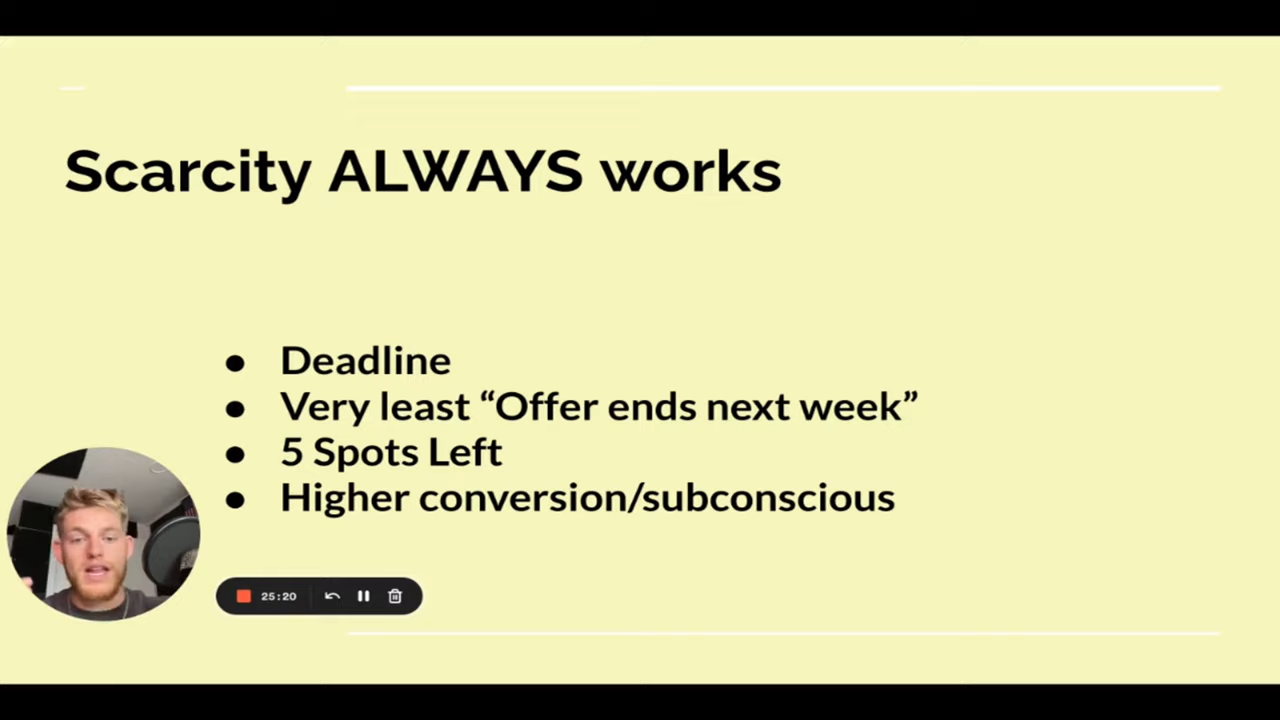 Scarcity ALWAYS works
● Deadline
● Very least “Offer ends next week”
● 5 Spots Left
● Higher conversion/subconscious
25:20